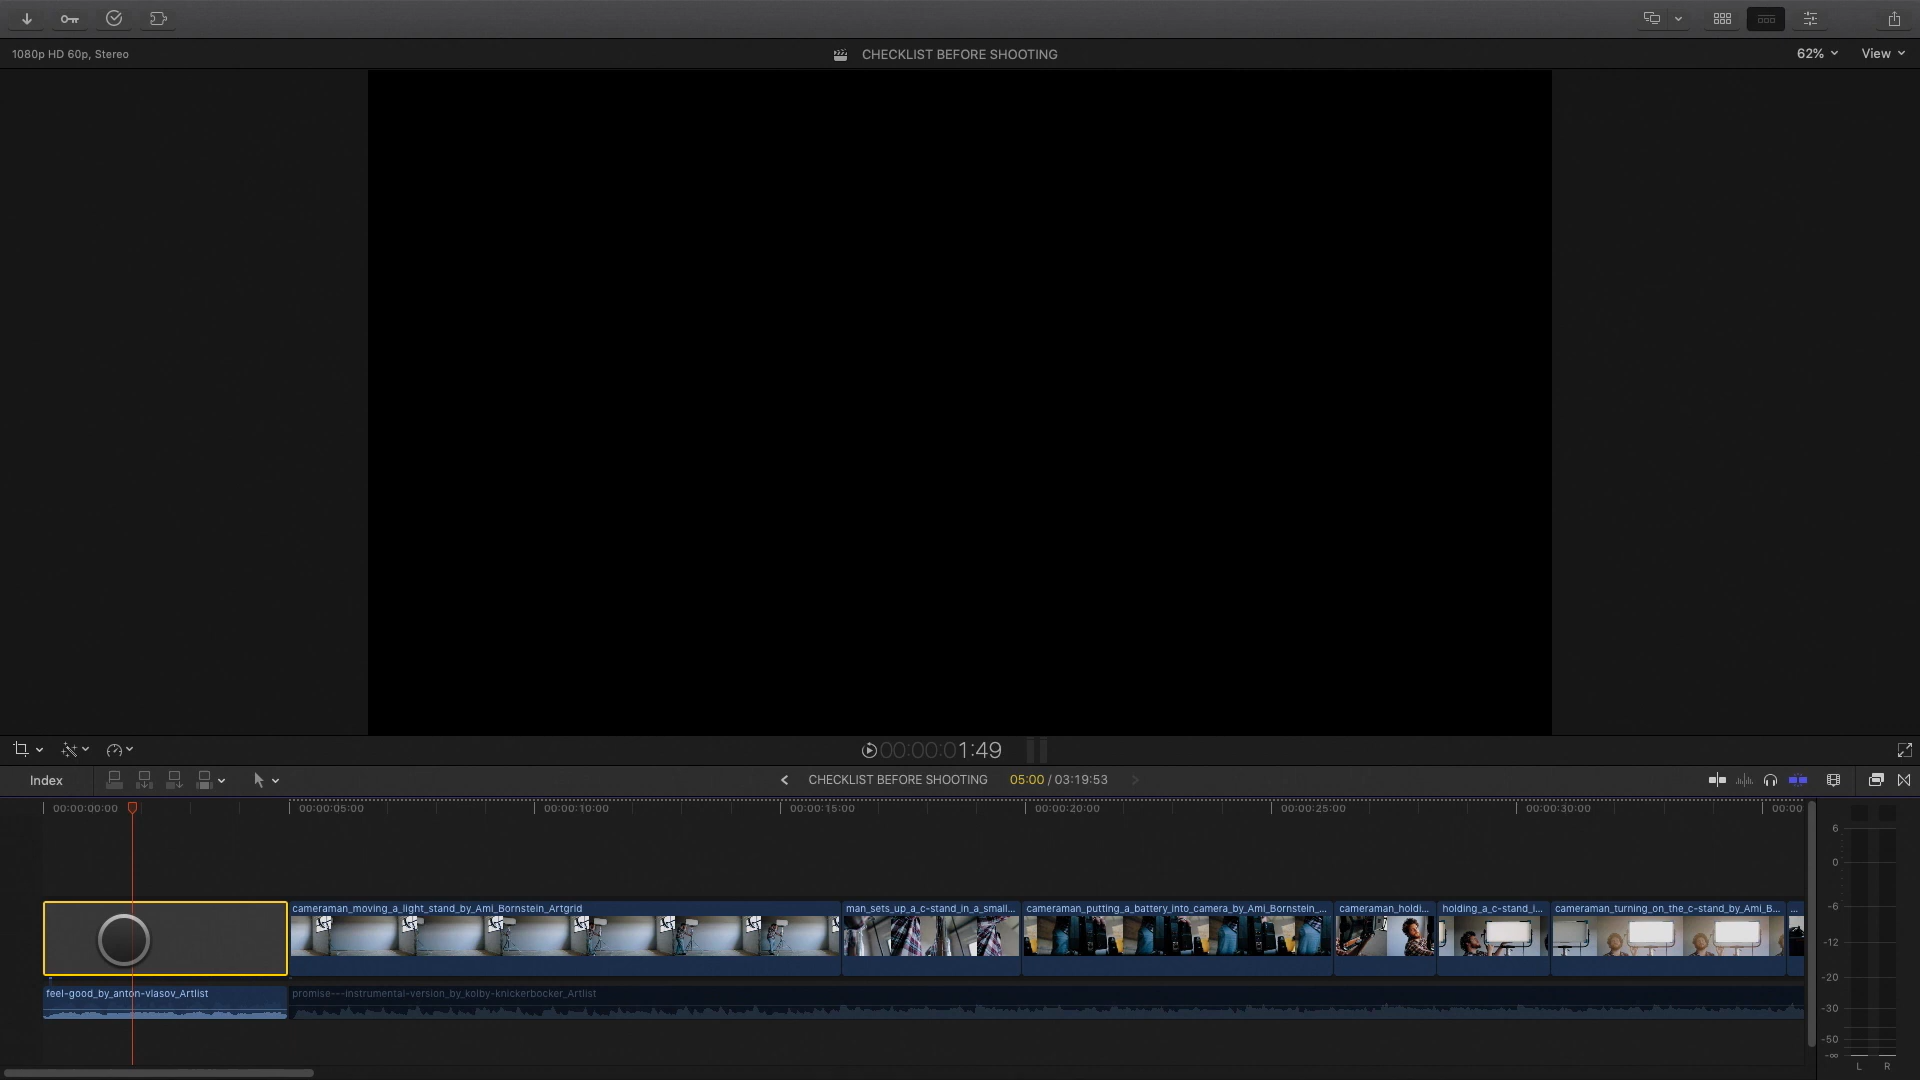 1080p HD 60p, Stereo
CHECKLIST BEFORE SHOOTING
62%
View
00:00:01:49
Index
CHECKLIST BEFORE SHOOTING
05:00 / 03:19:53
00:00:00:00
00:00:05:00
00:00:10:00
00:00:15:00
00:00:20:00
00:00:25:00
00:00:30:00
00:00
cameraman_moving_a_light_stand_by_Ami_Bornstein_Artgrid
man_sets_up_a_c-stand_in_a_small...
cameraman_putting_a_battery_into_camera_by_Ami_Bornstein_...
cameraman_holdi...
holding_a_c-stand_i...
cameraman_turning_on_the_c-stand_by_Ami_B...
...
feel-good_by_anton-vlasov_Artlist
promise---instrumental-version_by_kolby-knickerbocker_Artlist
6
0
-6
-12
-20
-30
-50
-∞
L
R